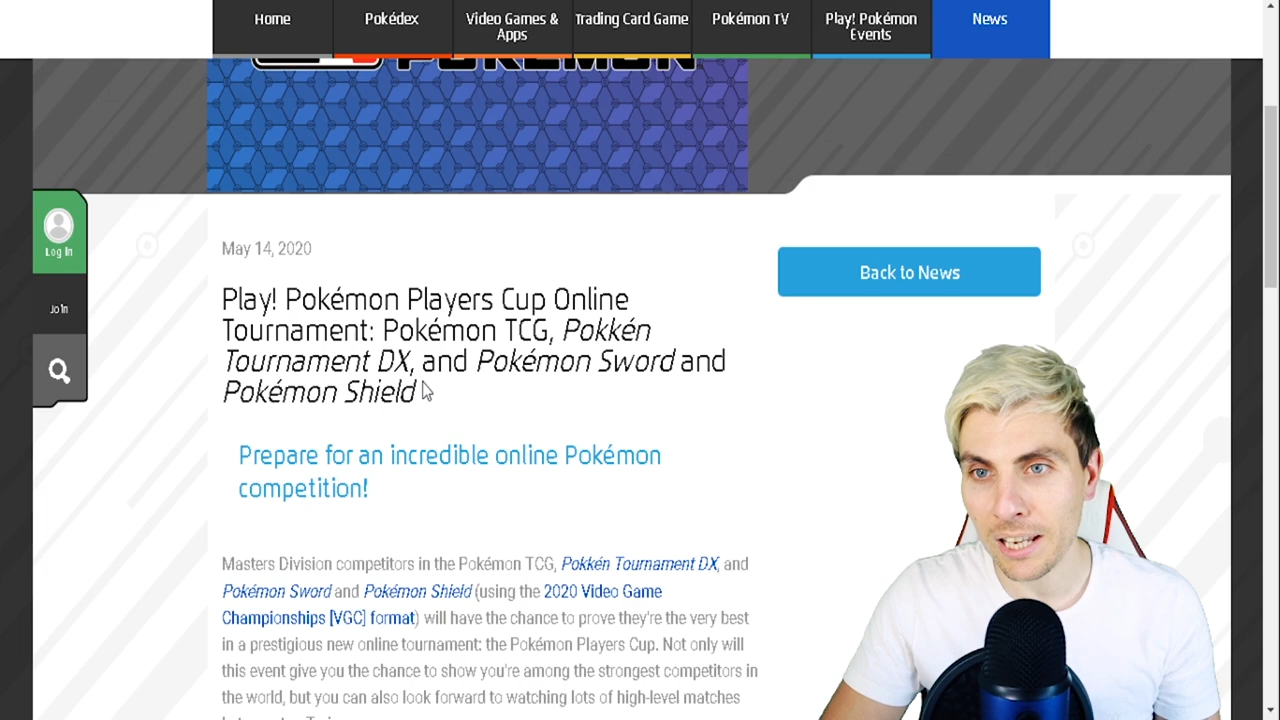 Home
Pokédex
Video Games &
Apps
Trading Card Game
Pokémon TV
Play! Pokémon
Events
News
POKÉMON
Log In
Join
May 14, 2020
Back to News
Play! Pokémon Players Cup Online
Tournament: Pokémon TCG, Pokkén
Tournament DX, and Pokémon Sword and
Pokémon Shield
Prepare for an incredible online Pokémon
competition!
Masters Division competitors in the Pokémon TCG, Pokkén Tournament DX, and
Pokémon Sword and Pokémon Shield (using the 2020 Video Game
Championships [VGC] format) will have the chance to prove they're the very best
in a prestigious new online tournament: the Pokémon Players Cup. Not only will
this event give you the chance to show you're among the strongest competitors in
the world, but you can also look forward to watching lots of high-level matches